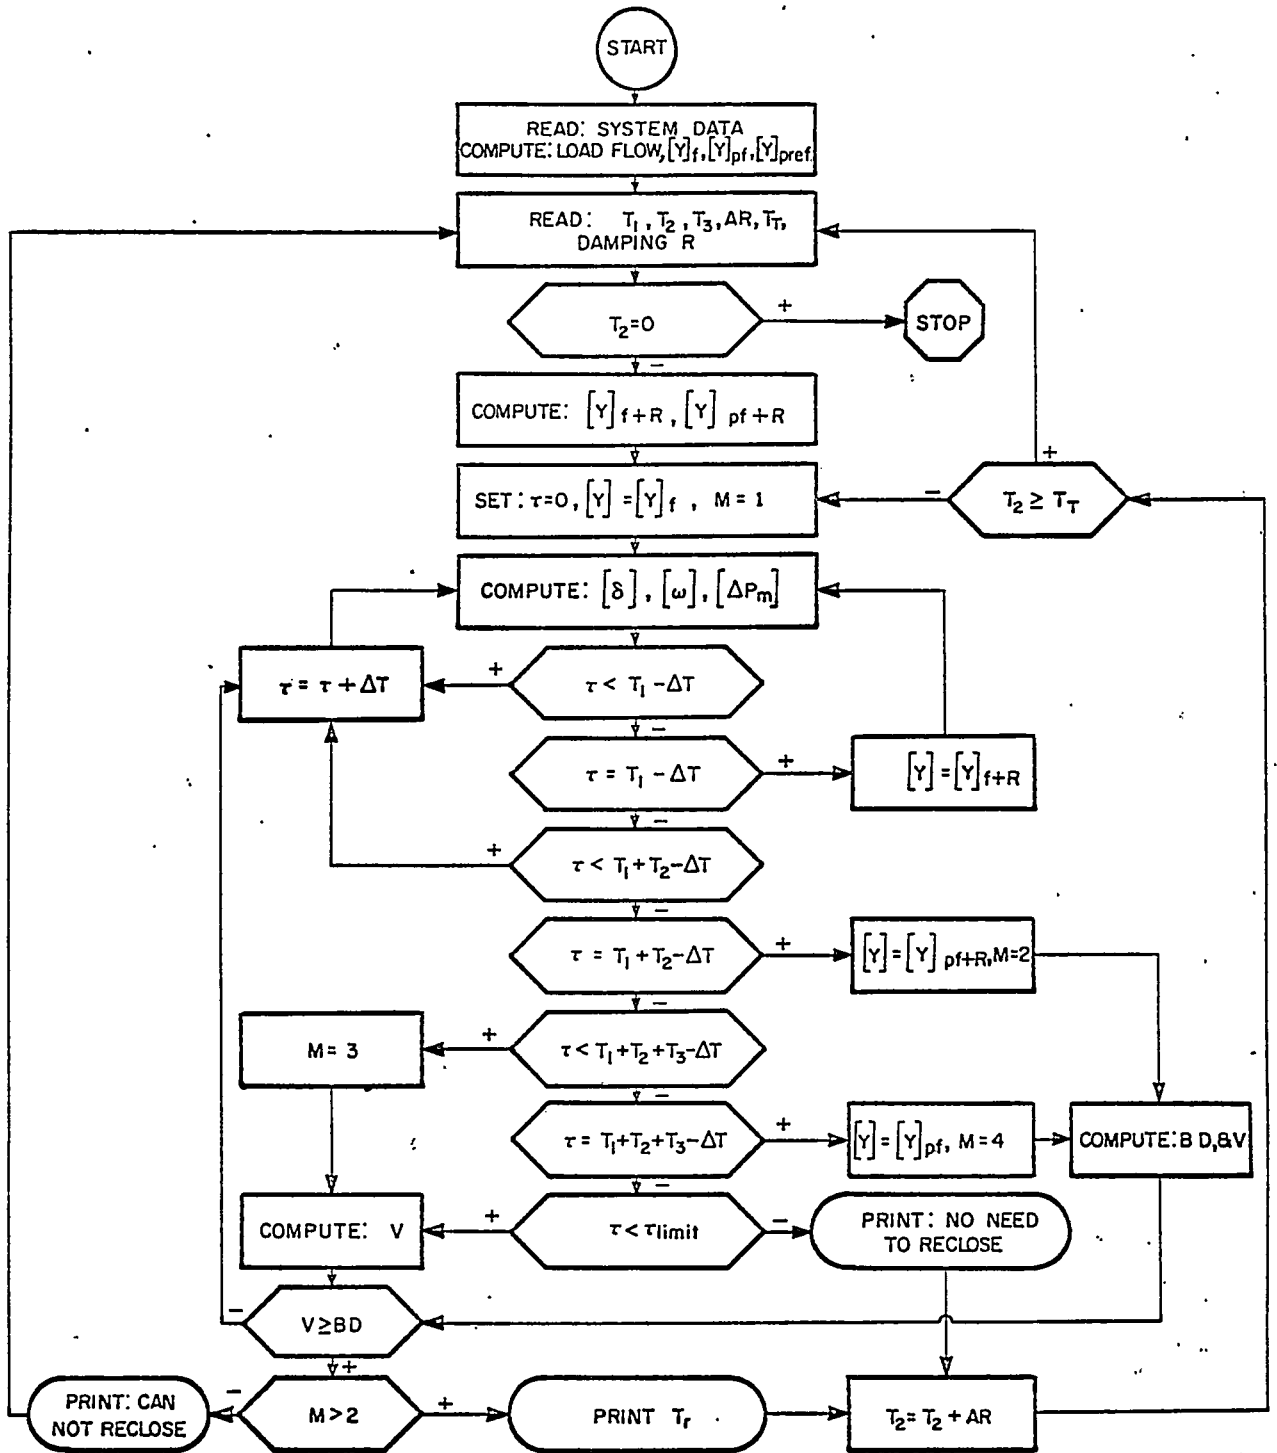 START
READ: SYSTEM DATA
COMPUTE: LOAD FLOW, [Y]f, [Y]pf, [Y]pref.
READ: T1, T2, T3, AR, TT,
DAMPING R
T2=0
+
STOP
−
COMPUTE: [Y] f+R, [Y] pf+R
SET: τ=0, [Y] = [Y]f , M = 1
−
T2 ≥ TT
+
COMPUTE: [δ], [ω], [ΔPm]
τ = τ + ΔT
+
τ < T1 − ΔT
−
τ = T1 − ΔT
+
[Y] = [Y]f+R
−
+
τ < T1+T2−ΔT
−
τ = T1+T2−ΔT
+
[Y] = [Y] pf+R, M=2
−
M = 3
+
τ < T1+T2+T3−ΔT
−
τ = T1+T2+T3−ΔT
+
[Y] = [Y]pf, M=4
COMPUTE: B D,&V
−
COMPUTE: V
+
τ < τlimit
−
PRINT: NO NEED
TO RECLOSE
−
V≥BD
+
PRINT: CAN
NOT RECLOSE
−
M>2
+
PRINT Tr
T2= T2 + AR